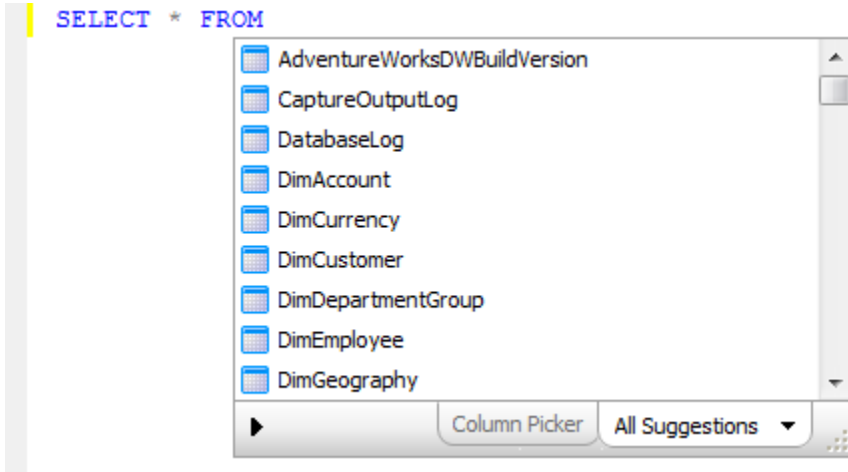 SELECT * FROM
AdventureWorksDWBuildVersion
CaptureOutputLog
DatabaseLog
DimAccount
DimCurrency
DimCustomer
DimDepartmentGroup
DimEmployee
DimGeography
Column Picker All Suggestions